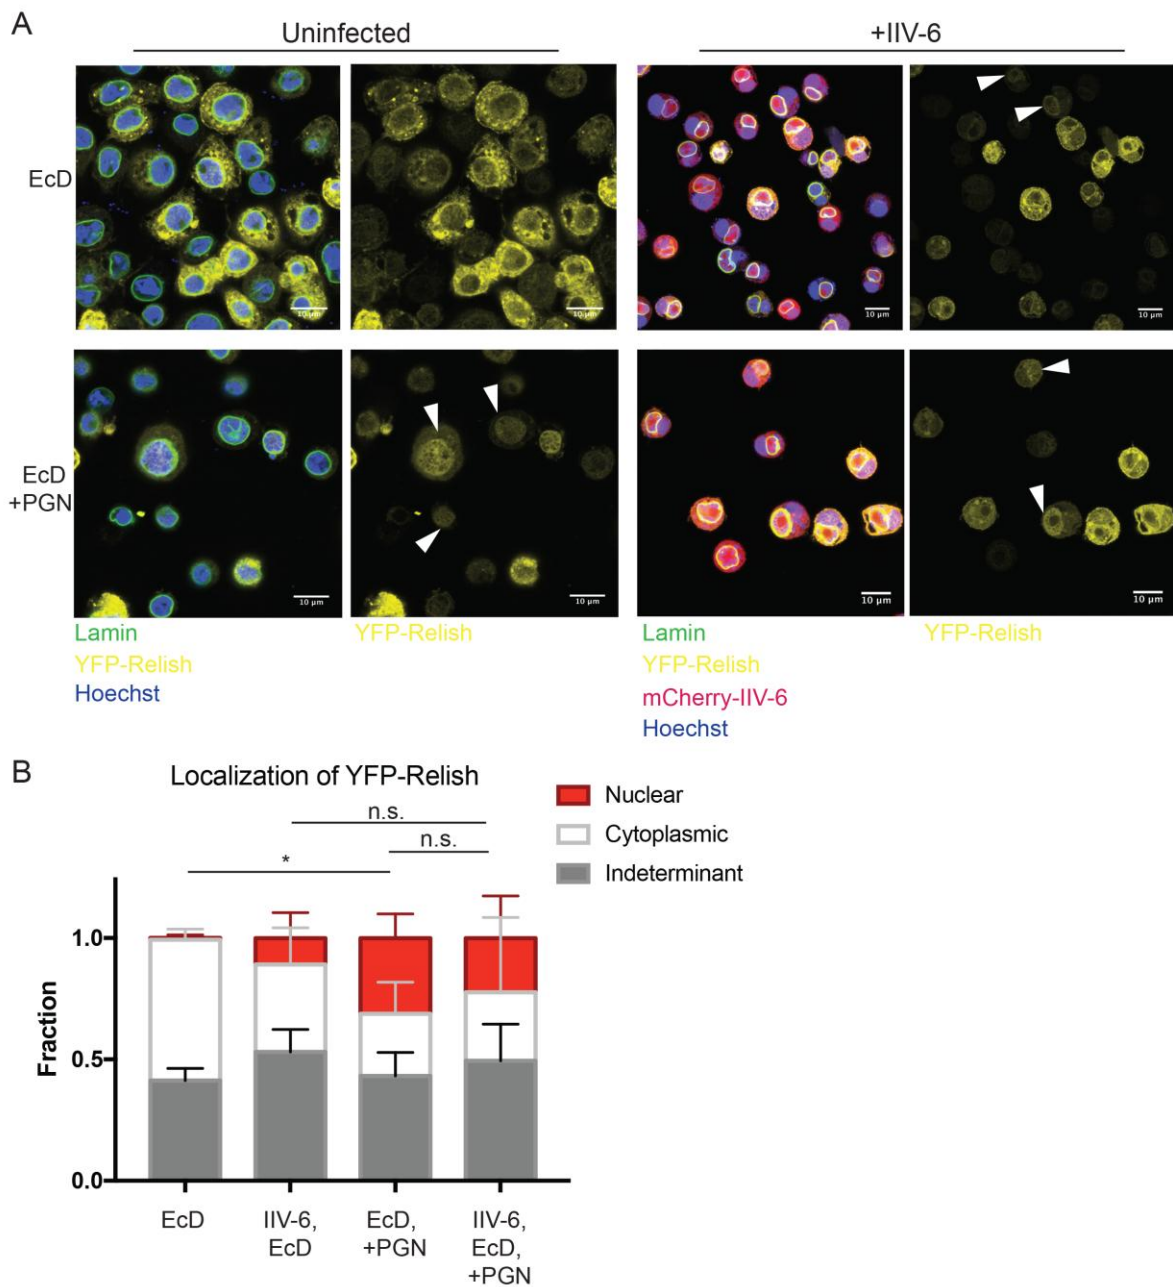 A
Uninfected
+IIV-6
EcD
10 µm
10 µm
10 µm
10 µm
EcD
+PGN
10 µm
10 µm
10 µm
10 µm
Lamin
YFP-Relish
Hoechst
YFP-Relish
Lamin
YFP-Relish
mCherry-IIV-6
Hoechst
YFP-Relish
B
Localization of YFP-Relish
n.s.
n.s.
*
Nuclear
Cytoplasmic
Indeterminant
Fraction
1.0
0.5
0.0
EcD
IIV-6,
EcD
EcD,
+PGN
IIV-6,
EcD,
+PGN